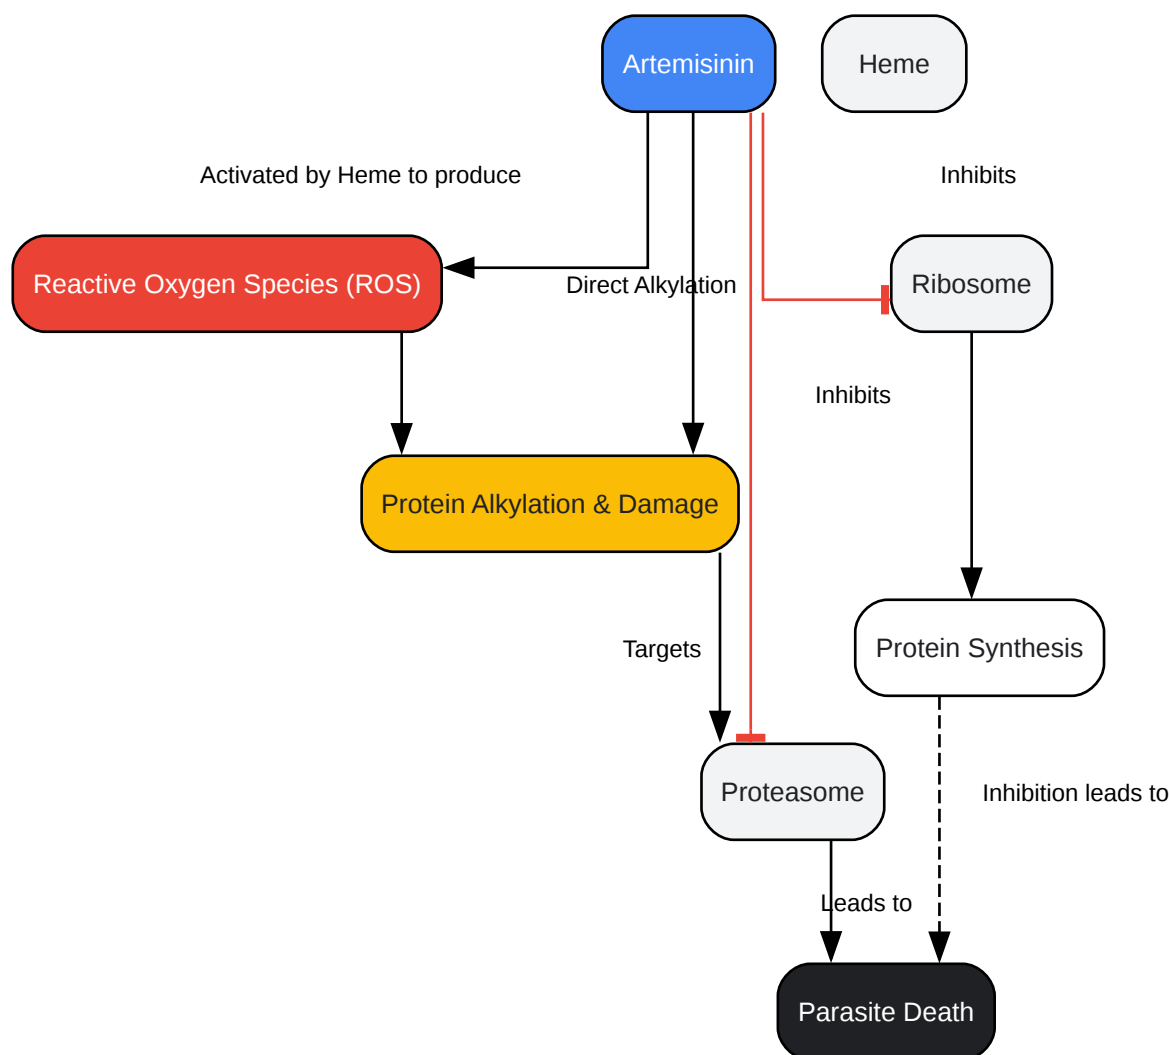 Artemisinin
Heme
Activated by Heme to produce
Inhibits
Reactive Oxygen Species (ROS)
Direct Alkylation
Ribosome
Inhibits
Protein Alkylation & Damage
Targets
Protein Synthesis
Proteasome
Inhibition leads to
Leads to
Parasite Death